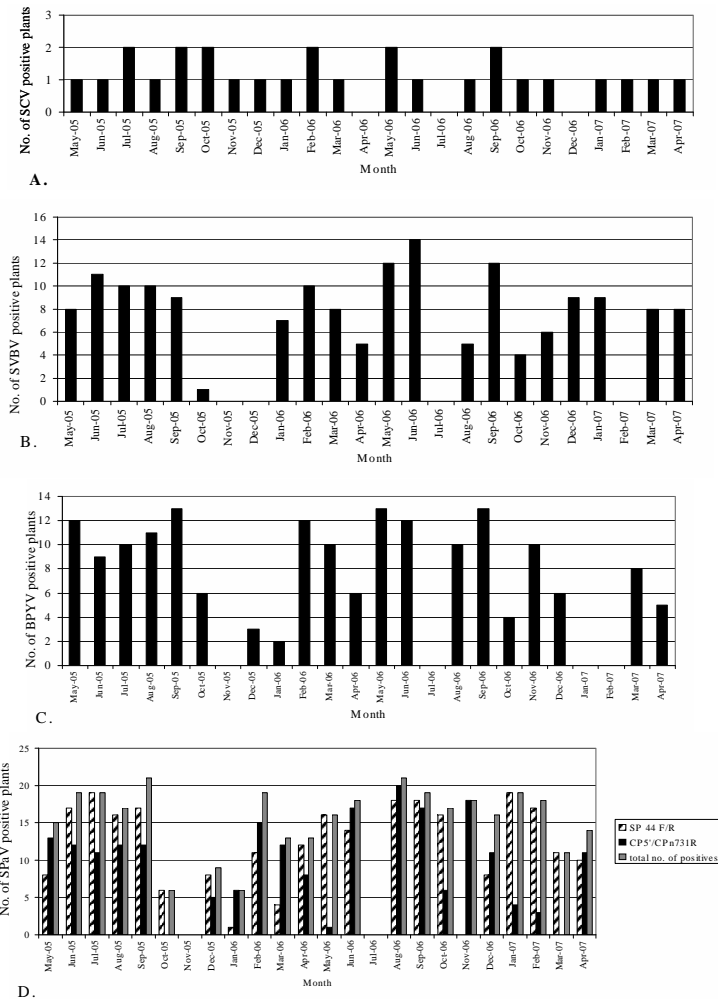 No. of SCV positive plants
3
2
1
0
May-05 Jun-05 Jul-05 Aug-05 Sep-05 Oct-05 Nov-05 Dec-05 Jan-06 Feb-06 Mar-06 Apr-06 May-06 Jun-06 Jul-06 Aug-06 Sep-06 Oct-06 Nov-06 Dec-06 Jan-07 Feb-07 Mar-07 Apr-07
Month
A.
No. of SVBV positive plants
16
14
12
10
8
6
4
2
0
May-05 Jun-05 Jul-05 Aug-05 Sep-05 Oct-05 Nov-05 Dec-05 Jan-06 Feb-06 Mar-06 Apr-06 May-06 Jun-06 Jul-06 Aug-06 Sep-06 Oct-06 Nov-06 Dec-06 Jan-07 Feb-07 Mar-07 Apr-07
Month
B.
No. of BPYV positive plants
14
12
10
8
6
4
2
0
May-05 Jun-05 Jul-05 Aug-05 Sep-05 Oct-05 Nov-05 Dec-05 Jan-06 Feb-06 Mar-06 Apr-06 May-06 Jun-06 Jul-06 Aug-06 Sep-06 Oct-06 Nov-06 Dec-06 Jan-07 Feb-07 Mar-07 Apr-07
Month
C.
No. of SPaV positive plants
25
20
15
10
5
0
May-05 Jun-05 Jul-05 Aug-05 Sep-05 Oct-05 Nov-05 Dec-05 Jan-06 Feb-06 Mar-06 Apr-06 May-06 Jun-06 Jul-06 Aug-06 Sep-06 Oct-06 Nov-06 Dec-06 Jan-07 Feb-07 Mar-07 Apr-07
Month
SP 44 F/R
CP5'/CPn731R
total no. of positives
D.